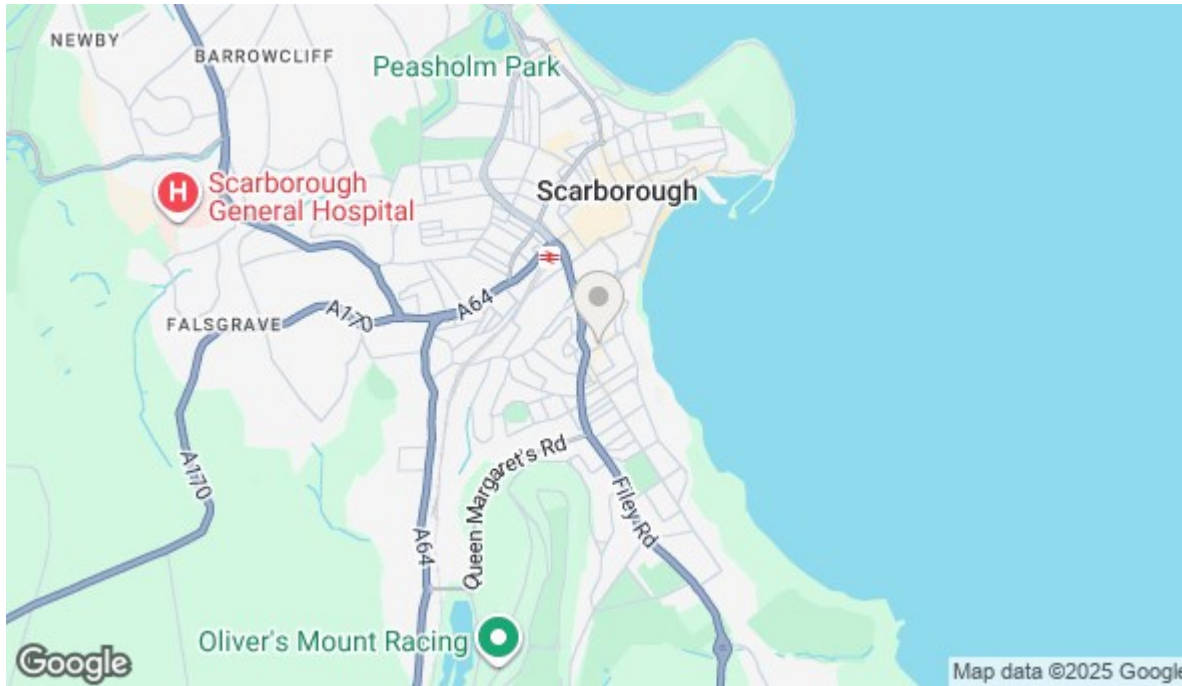 NEWBY
BARROWCLIFF
Peasholm Park
H
Scarborough
General Hospital
Scarborough
A64
A170
FALSGRAVE
A170
Queen Margaret's Rd
A64
Filey Rd
Oliver's Mount Racing
Google
Map data ©2025 Google